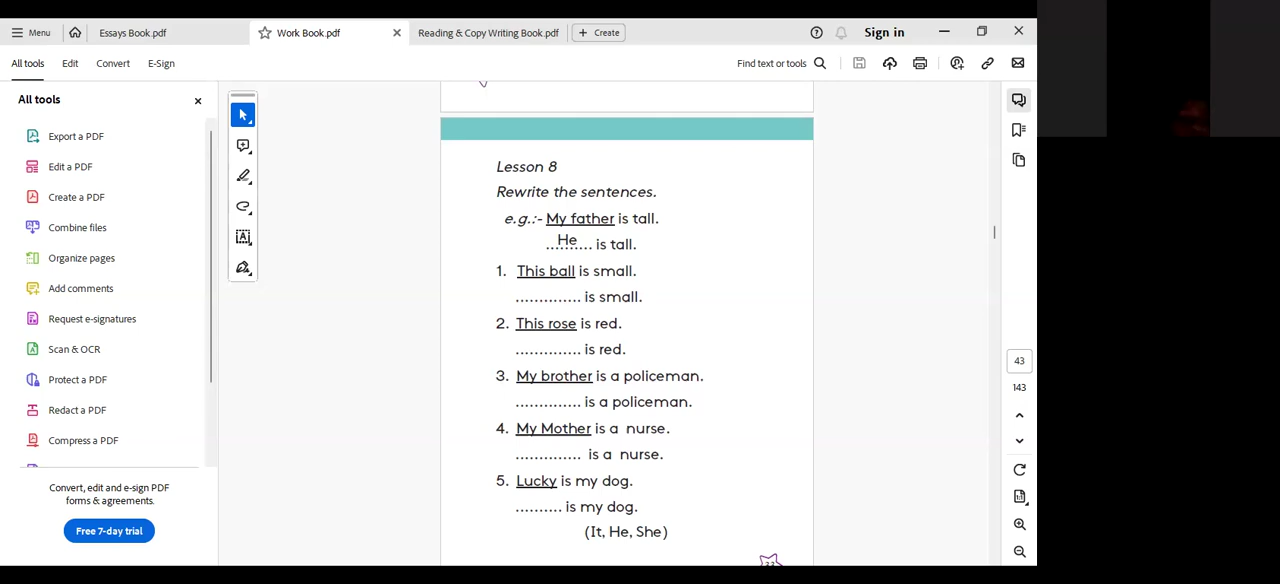 Menu
Essays Book.pdf
Work Book.pdf
Reading & Copy Writing Book.pdf
Create
Sign in
All tools
Edit
Convert
E-Sign
Find text or tools
All tools
Export a PDF
Edit a PDF
Create a PDF
Combine files
Organize pages
Add comments
Request e-signatures
Scan & OCR
Protect a PDF
Redact a PDF
Compress a PDF
Convert, edit and e-sign PDF
forms & agreements.
Free 7-day trial
Lesson 8
Rewrite the sentences.
e.g.:- My father is tall.
....He.... is tall.
1. This ball is small.
.............. is small.
2. This rose is red.
.............. is red.
3. My brother is a policeman.
.............. is a policeman.
4. My Mother is a nurse.
.............. is a nurse.
5. Lucky is my dog.
.......... is my dog.
(It, He, She)
33
43
143